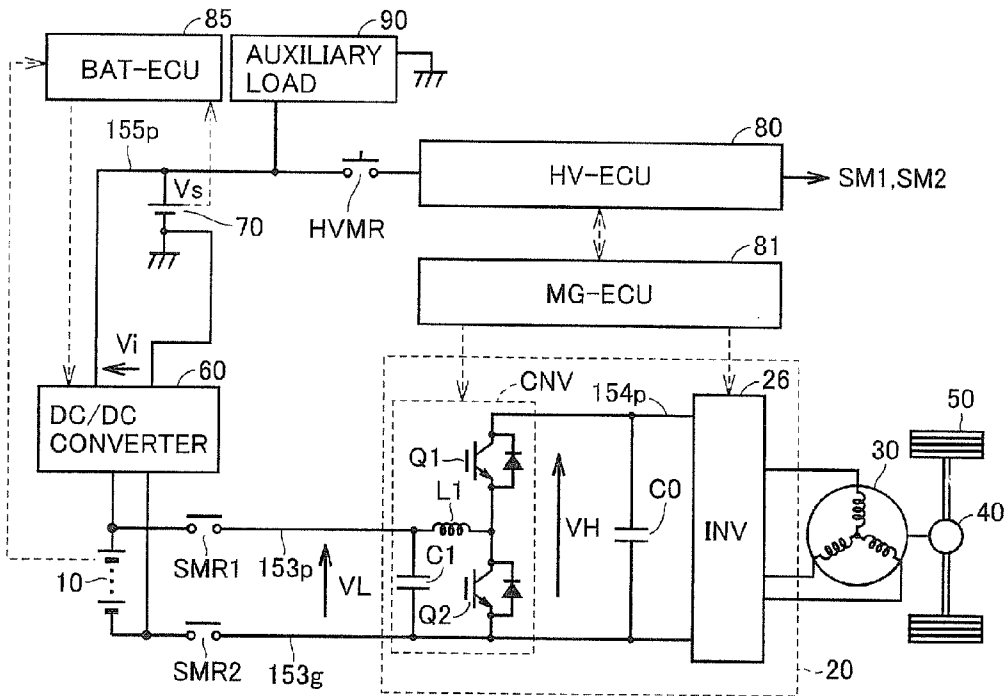 85
90
BAT-ECU
AUXILIARY
LOAD
155p
80
HV-ECU
SM1,SM2
Vs
70
HVMR
81
MG-ECU
Vi
60
DC/DC
CONVERTER
CNV
154p
26
50
Q1
L1
30
C0
VH
INV
40
SMR1
153p
10
C1
VL
Q2
SMR2
153g
20